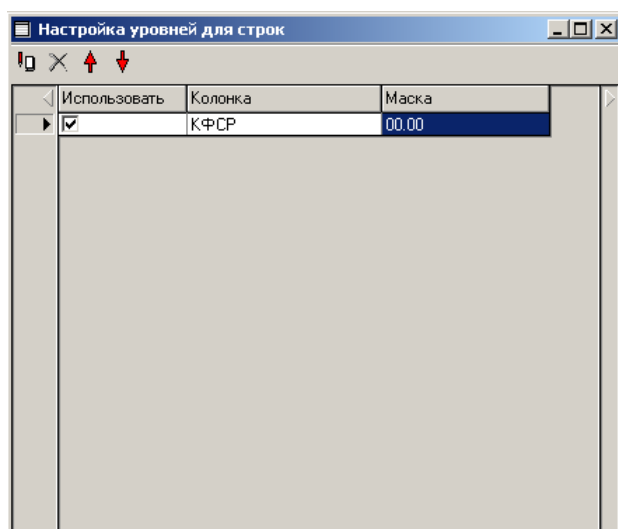 Настройка уровней для строк
Использовать Колонка Маска
КФСР 00.00